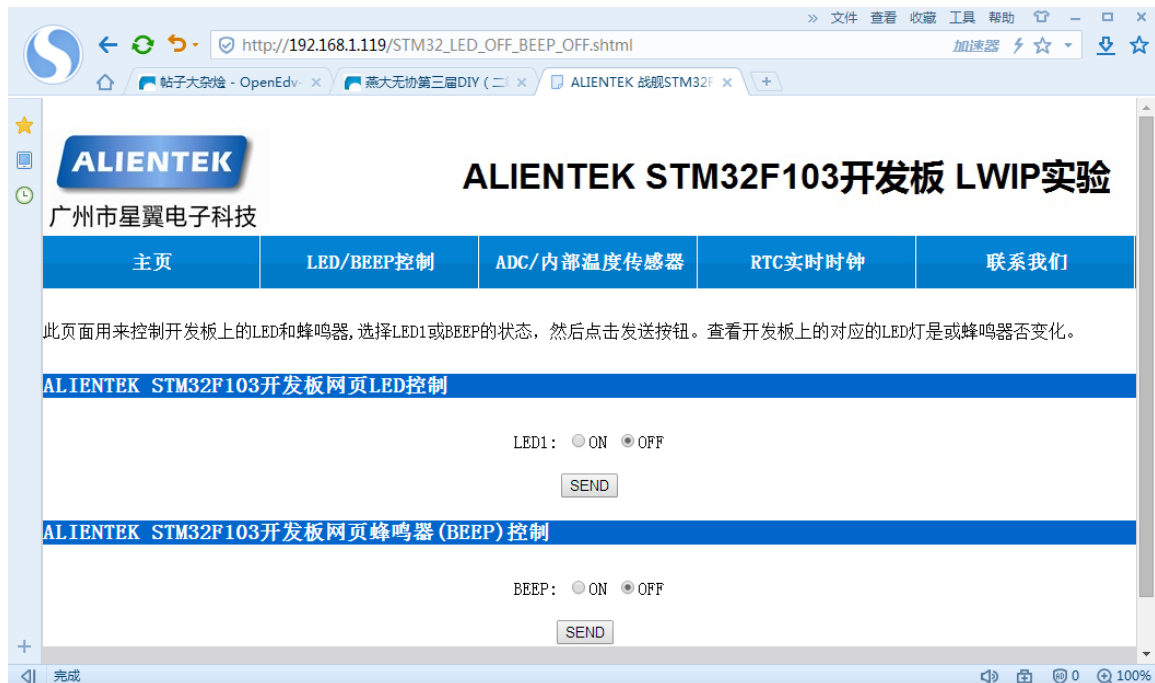 » 文件 查看 收藏 工具 帮助
http://192.168.1.119/STM32_LED_OFF_BEEP_OFF.shtml 加速器
帖子大杂烩 - OpenEdv- 燕大无协第三届DIY ( 二 ALIENTEK 战舰STM32F
ALIENTEK
广州市星翼电子科技
ALIENTEK STM32F103开发板 LWIP实验
主页 LED/BEEP控制 ADC/内部温度传感器 RTC实时时钟 联系我们
此页面用来控制开发板上的LED和蜂鸣器,选择LED1或BEEP的状态，然后点击发送按钮。查看开发板上的对应的LED灯是或蜂鸣器否变化。
ALIENTEK STM32F103开发板网页LED控制
LED1: ON OFF
SEND
ALIENTEK STM32F103开发板网页蜂鸣器(BEEP)控制
BEEP: ON OFF
SEND
完成 0 100%